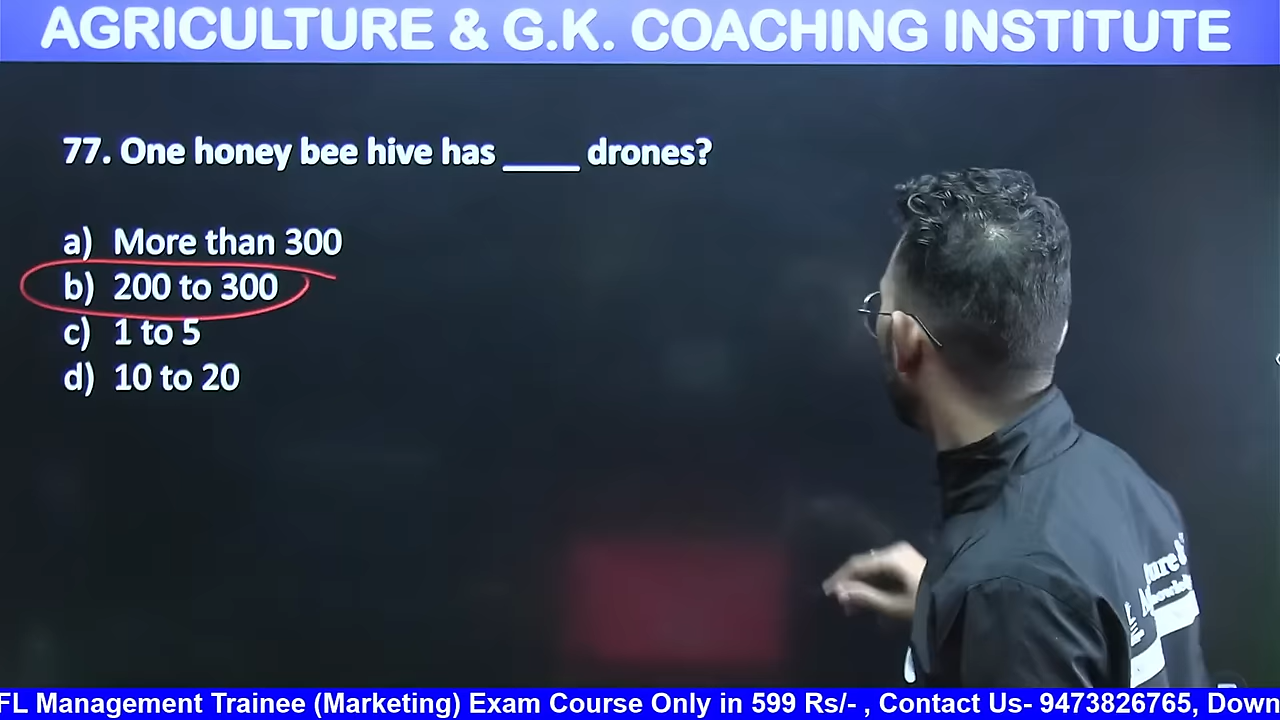 AGRICULTURE & G.K. COACHING INSTITUTE
77. One honey bee hive has ____ drones?
a) More than 300
b) 200 to 300
c) 1 to 5
d) 10 to 20
FL Management Trainee (Marketing) Exam Course Only in 599 Rs/- , Contact Us- 9473826765, Down